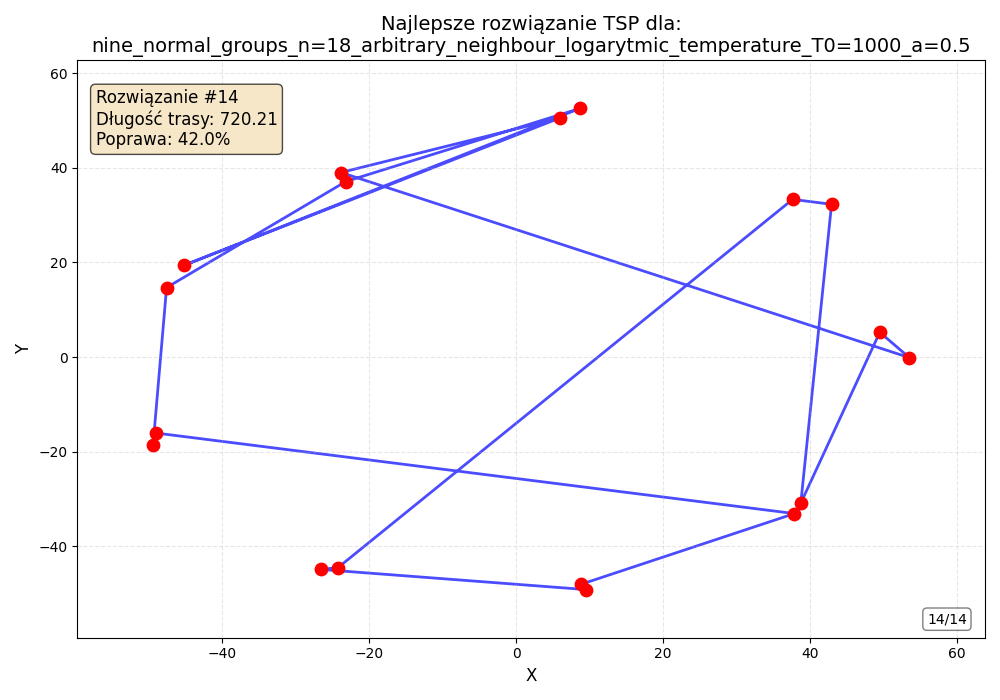 Najlepsze rozwiązanie TSP dla:
nine_normal_groups_n=18_arbitrary_neighbour_logarytmic_temperature_T0=1000_a=0.5
Rozwiązanie #14
Długość trasy: 720.21
Poprawa: 42.0%
60
40
20
0
−20
−40
Y
14/14
−40 −20 0 20 40 60
X